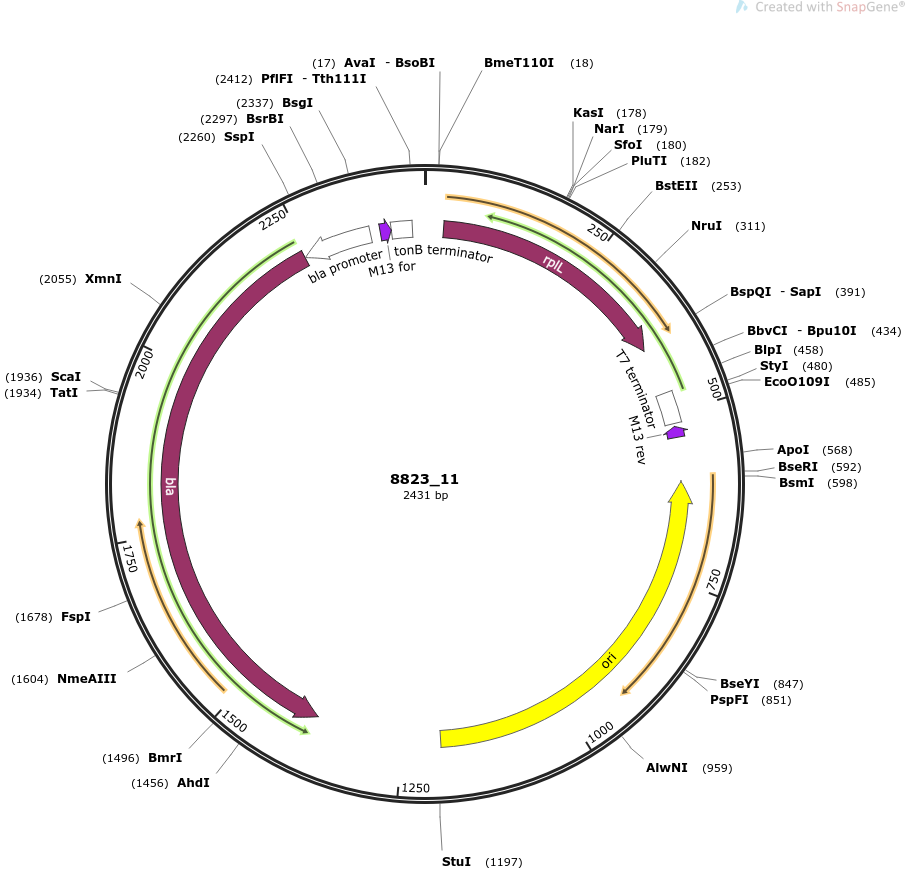 Created with SnapGene®
(17) AvaI - BsoBI
BmeT110I (18)
(2412) PflFI - Tth111I
(2337) BsgI
(2297) BsrBI
(2260) SspI
KasI (178)
NarI (179)
SfoI (180)
PluTI (182)
BstEII (253)
NruI (311)
BspQI - SapI (391)
BbvCI - Bpu10I (434)
BlpI (458)
StyI (480)
EcoO109I (485)
ApoI (568)
BseRI (592)
BsmI (598)
BseYI (847)
PspFI (851)
AlwNI (959)
StuI (1197)
(1456) AhdI
(1496) BmrI
(1604) NmeAIII
(1678) FspI
(1934) TatI
(1936) ScaI
(2055) XmnI
250
500
750
1000
1250
1500
1750
2000
2250
bla promoter
M13 for
tonB terminator
rplL
T7 terminator
M13 rev
ori
bla
8823_11
2431 bp